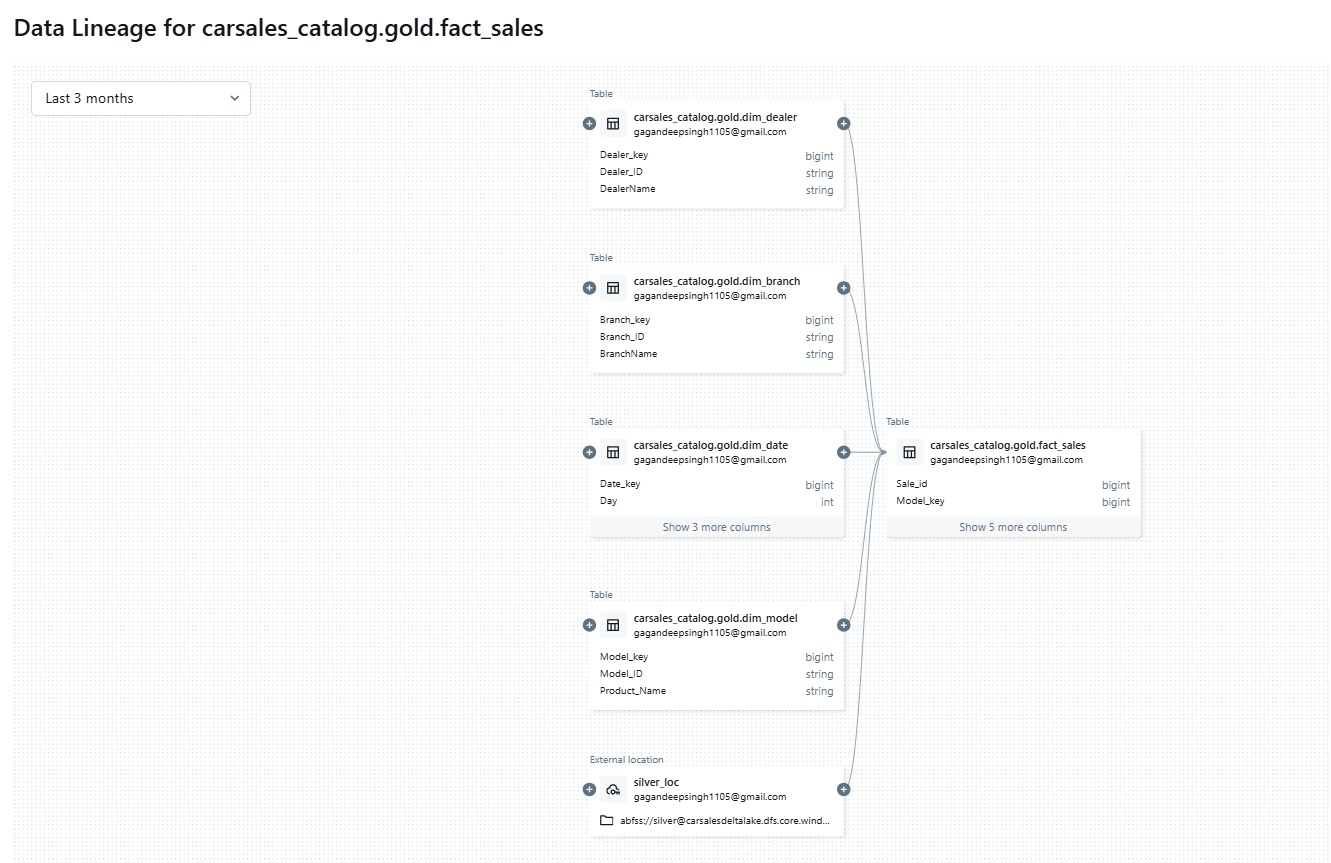 Data Lineage for carsales_catalog.gold.fact_sales
Last 3 months
Table
carsales_catalog.gold.dim_dealer
gagandeepsingh1105@gmail.com
Dealer_key bigint
Dealer_ID string
DealerName string
Table
carsales_catalog.gold.dim_branch
gagandeepsingh1105@gmail.com
Branch_key bigint
Branch_ID string
BranchName string
Table
carsales_catalog.gold.dim_date
gagandeepsingh1105@gmail.com
Date_key bigint
Day int
Show 3 more columns
Table
carsales_catalog.gold.fact_sales
gagandeepsingh1105@gmail.com
Sale_id bigint
Model_key bigint
Show 5 more columns
Table
carsales_catalog.gold.dim_model
gagandeepsingh1105@gmail.com
Model_key bigint
Model_ID string
Product_Name string
External location
silver_loc
gagandeepsingh1105@gmail.com
abfss://silver@carsalesdeltalake.dfs.core.wind...